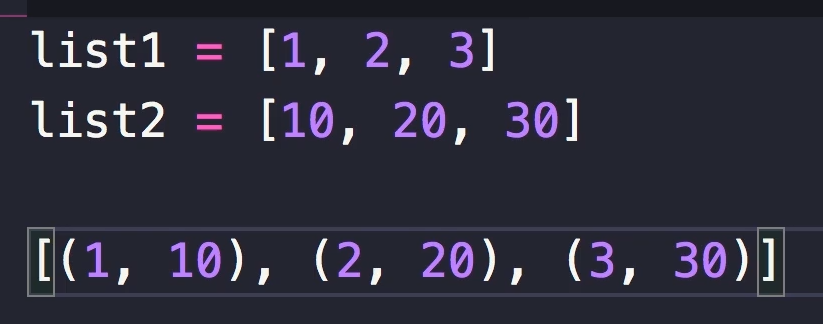 list1 = [1, 2, 3]
list2 = [10, 20, 30]
[(1, 10), (2, 20), (3, 30)]